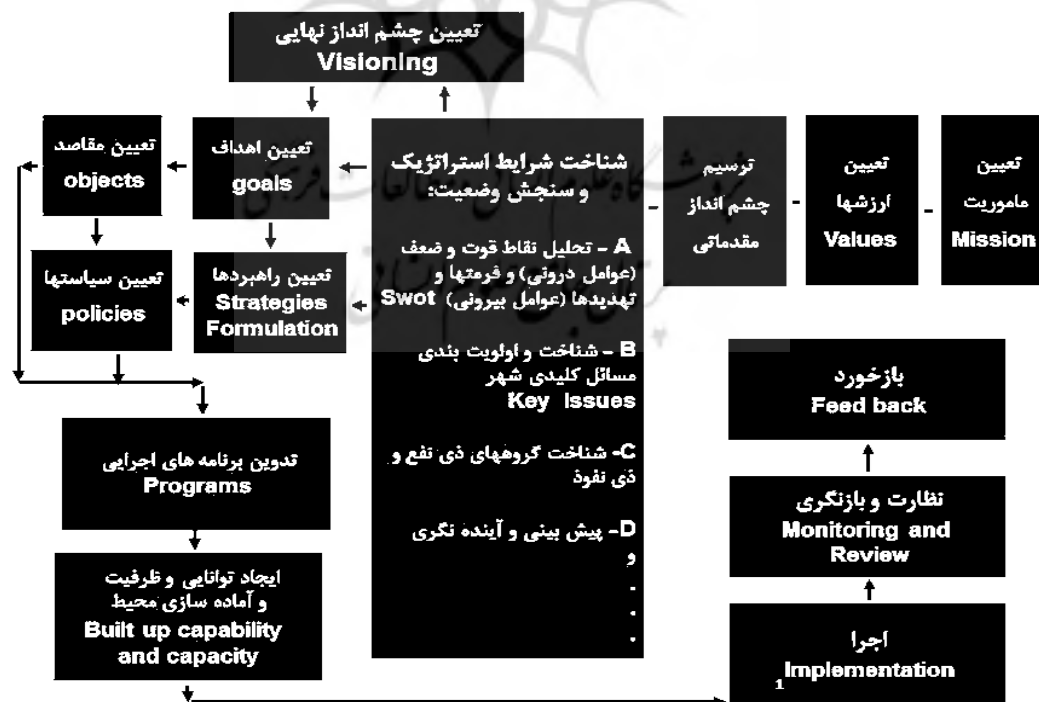 تعیین چشم انداز نهایی
Visioning
تعیین
ماموریت
Mission
تعیین
ارزشها
Values
ترسیم
چشم انداز
مقدماتی
شناخت شرایط استراتژیک
و سنجش وضعیت:
A - تحلیل نقاط قوت و ضعف
(عوامل درونی) و فرصتها و
تهدیدها (عوامل بیرونی) Swot
B - شناخت و اولویت بندی
مسائل کلیدی شهر
Key Issues
C- شناخت گروههای ذی نفع و
ذی نفوذ
D- پیش بینی و آینده نگری
و
.
.
.
تعیین اهداف
goals
تعیین مقاصد
objects
تعیین راهبردها
Strategies
Formulation
تعیین سیاستها
policies
تدوین برنامه های اجرایی
Programs
ایجاد توانایی و ظرفیت
و آماده سازی محیط
Built up capability
and capacity
اجرا
Implementation
1
نظارت و بازنگری
Monitoring and
Review
بازخورد
Feed back